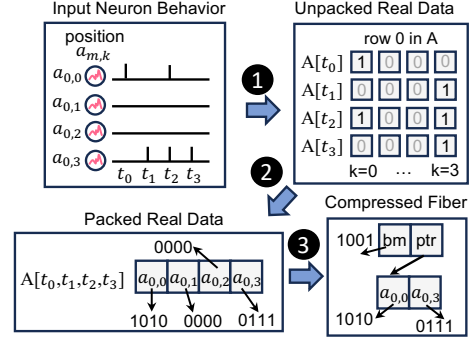 Input Neuron Behavior
position
a_{m,k}
a_{0,0}
a_{0,1}
a_{0,2}
a_{0,3}
t_0 t_1 t_2 t_3
1
Unpacked Real Data
row 0 in A
A[t_0] 1 0 0 0
A[t_1] 0 0 0 1
A[t_2] 1 0 0 1
A[t_3] 0 0 0 1
k=0 ... k=3
2
Packed Real Data
0000
A[t_0,t_1,t_2,t_3] a_{0,0} a_{0,1} a_{0,2} a_{0,3}
1010 0000 0111
3
Compressed Fiber
1001 bm ptr
a_{0,0} a_{0,3}
1010 0111